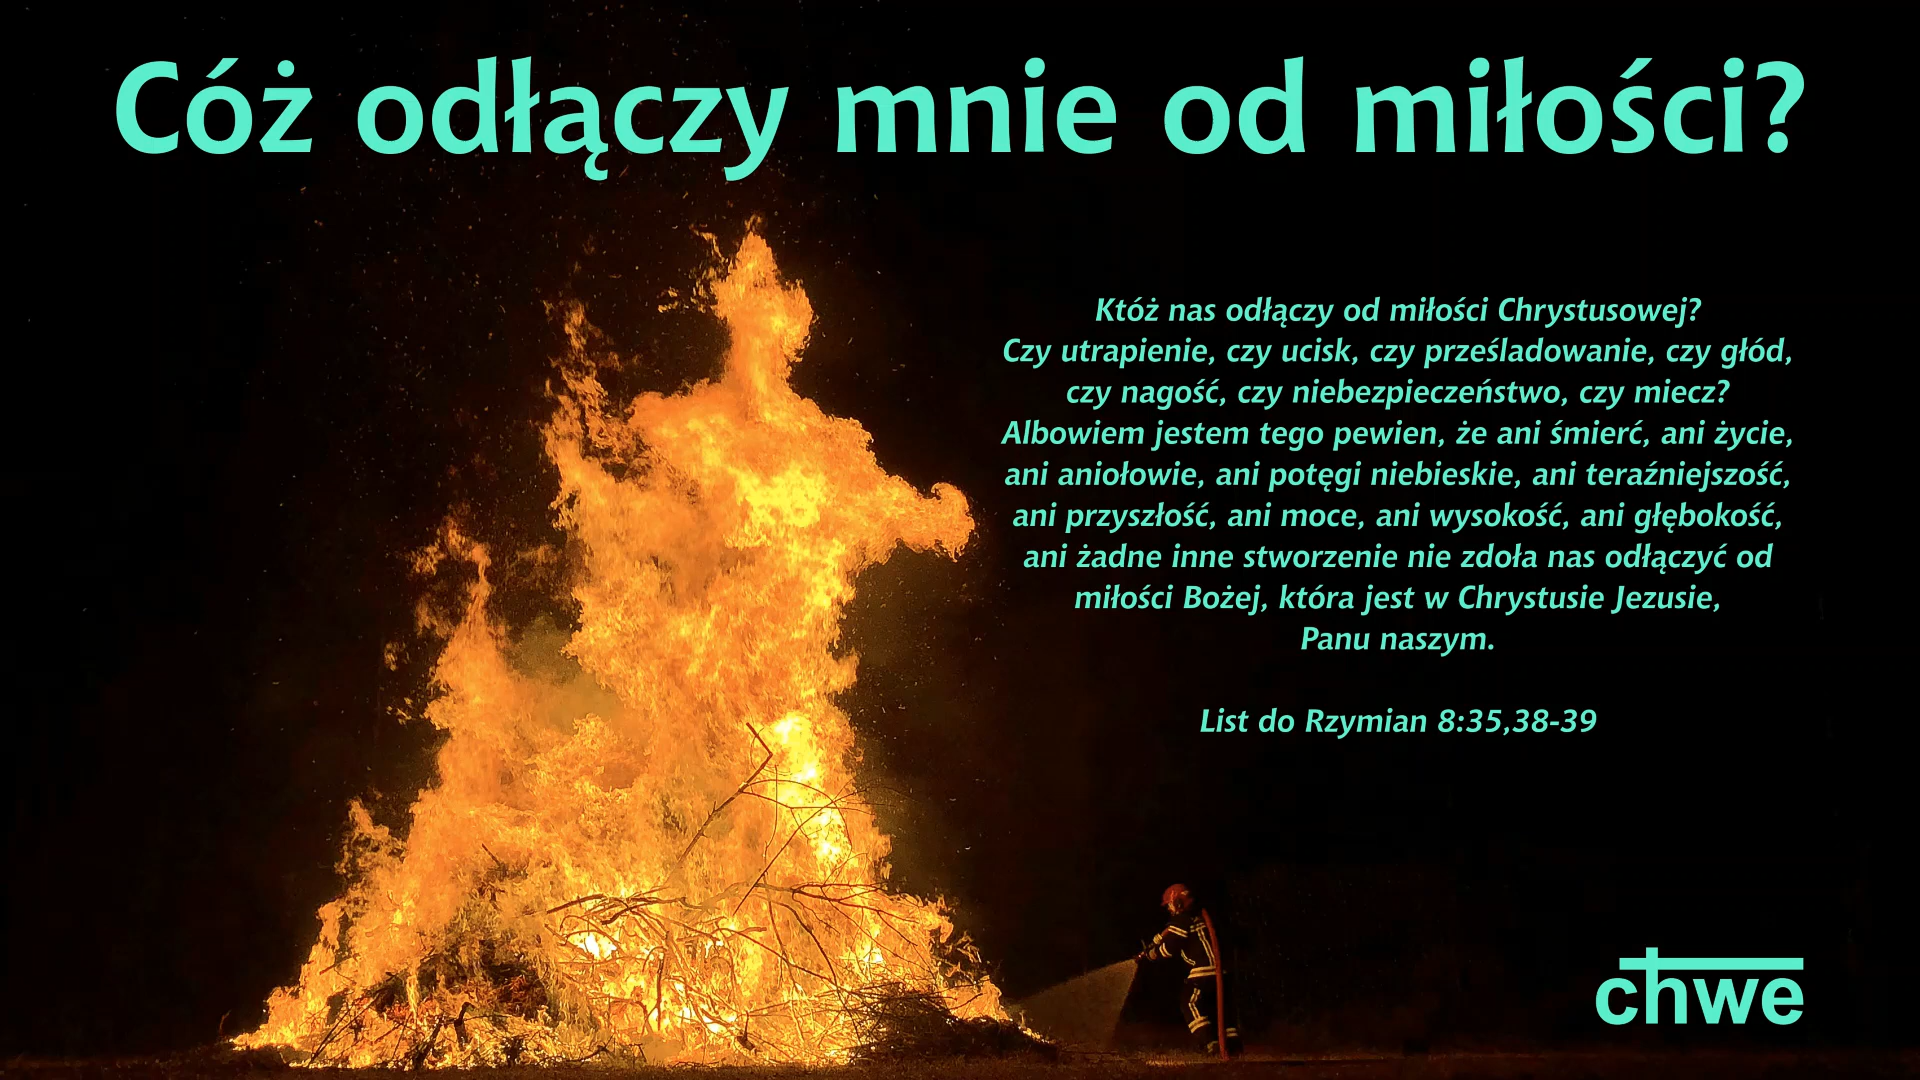 Cóż odłączy mnie od miłości?
Któż nas odłączy od miłości Chrystusowej?
Czy utrapienie, czy ucisk, czy prześladowanie, czy głód,
czy nagość, czy niebezpieczeństwo, czy miecz?
Albowiem jestem tego pewien, że ani śmierć, ani życie,
ani aniołowie, ani potęgi niebieskie, ani teraźniejszość,
ani przyszłość, ani moce, ani wysokość, ani głębokość,
ani żadne inne stworzenie nie zdoła nas odłączyć od
miłości Bożej, która jest w Chrystusie Jezusie,
Panu naszym.
List do Rzymian 8:35,38-39
chwe